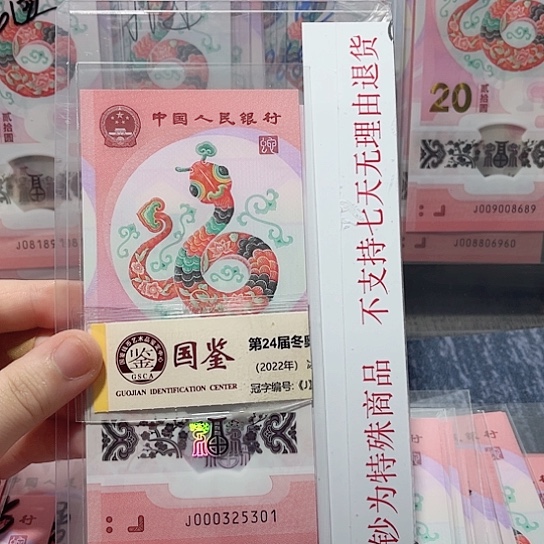 中国人民银行
鉴
GSCA
国鉴
GUOJIAN IDENTIFICATION CENTER
第24届冬
(2022年)
冠字编号:
J000325301
不支持七天无理由退货
钞为特殊商品
20
贰拾圆
J009008689
J008806960